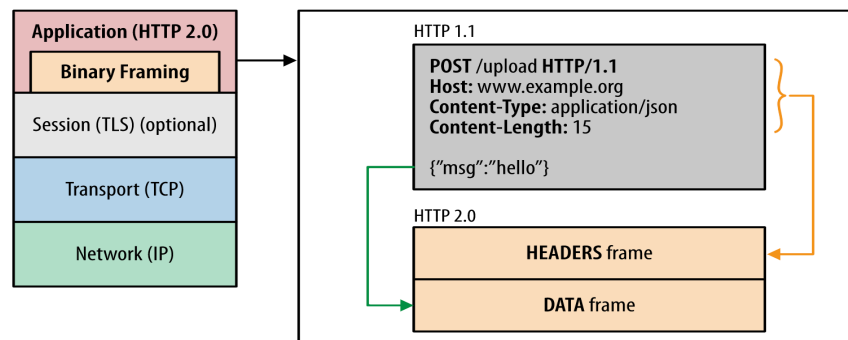 Application (HTTP 2.0)
Binary Framing
Session (TLS) (optional)
Transport (TCP)
Network (IP)
HTTP 1.1
POST /upload HTTP/1.1
Host: www.example.org
Content-Type: application/json
Content-Length: 15
{”msg”:”hello”}
HTTP 2.0
HEADERS frame
DATA frame